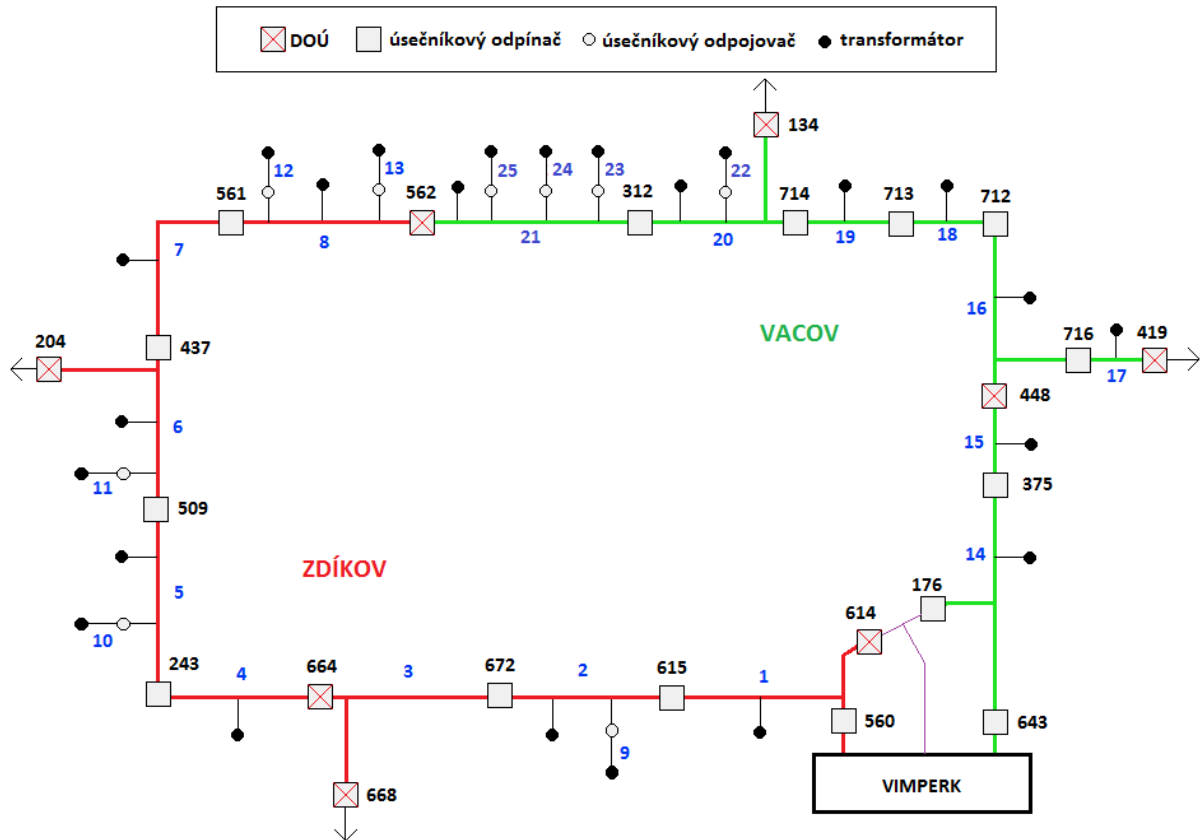 DOÚ úsečníkový odpínač úsečníkový odpojovač transformátor
134
12 13 25 24 23 22
561 562 312 714 713 712
7 8 21 20 19 18
16
VACOV
204 437 716 419
17
448
6 15
11 375
509
ZDÍKOV 14
5 176
10 614
243 4 664 3 672 2 615 1
560 643
9
668 VIMPERK